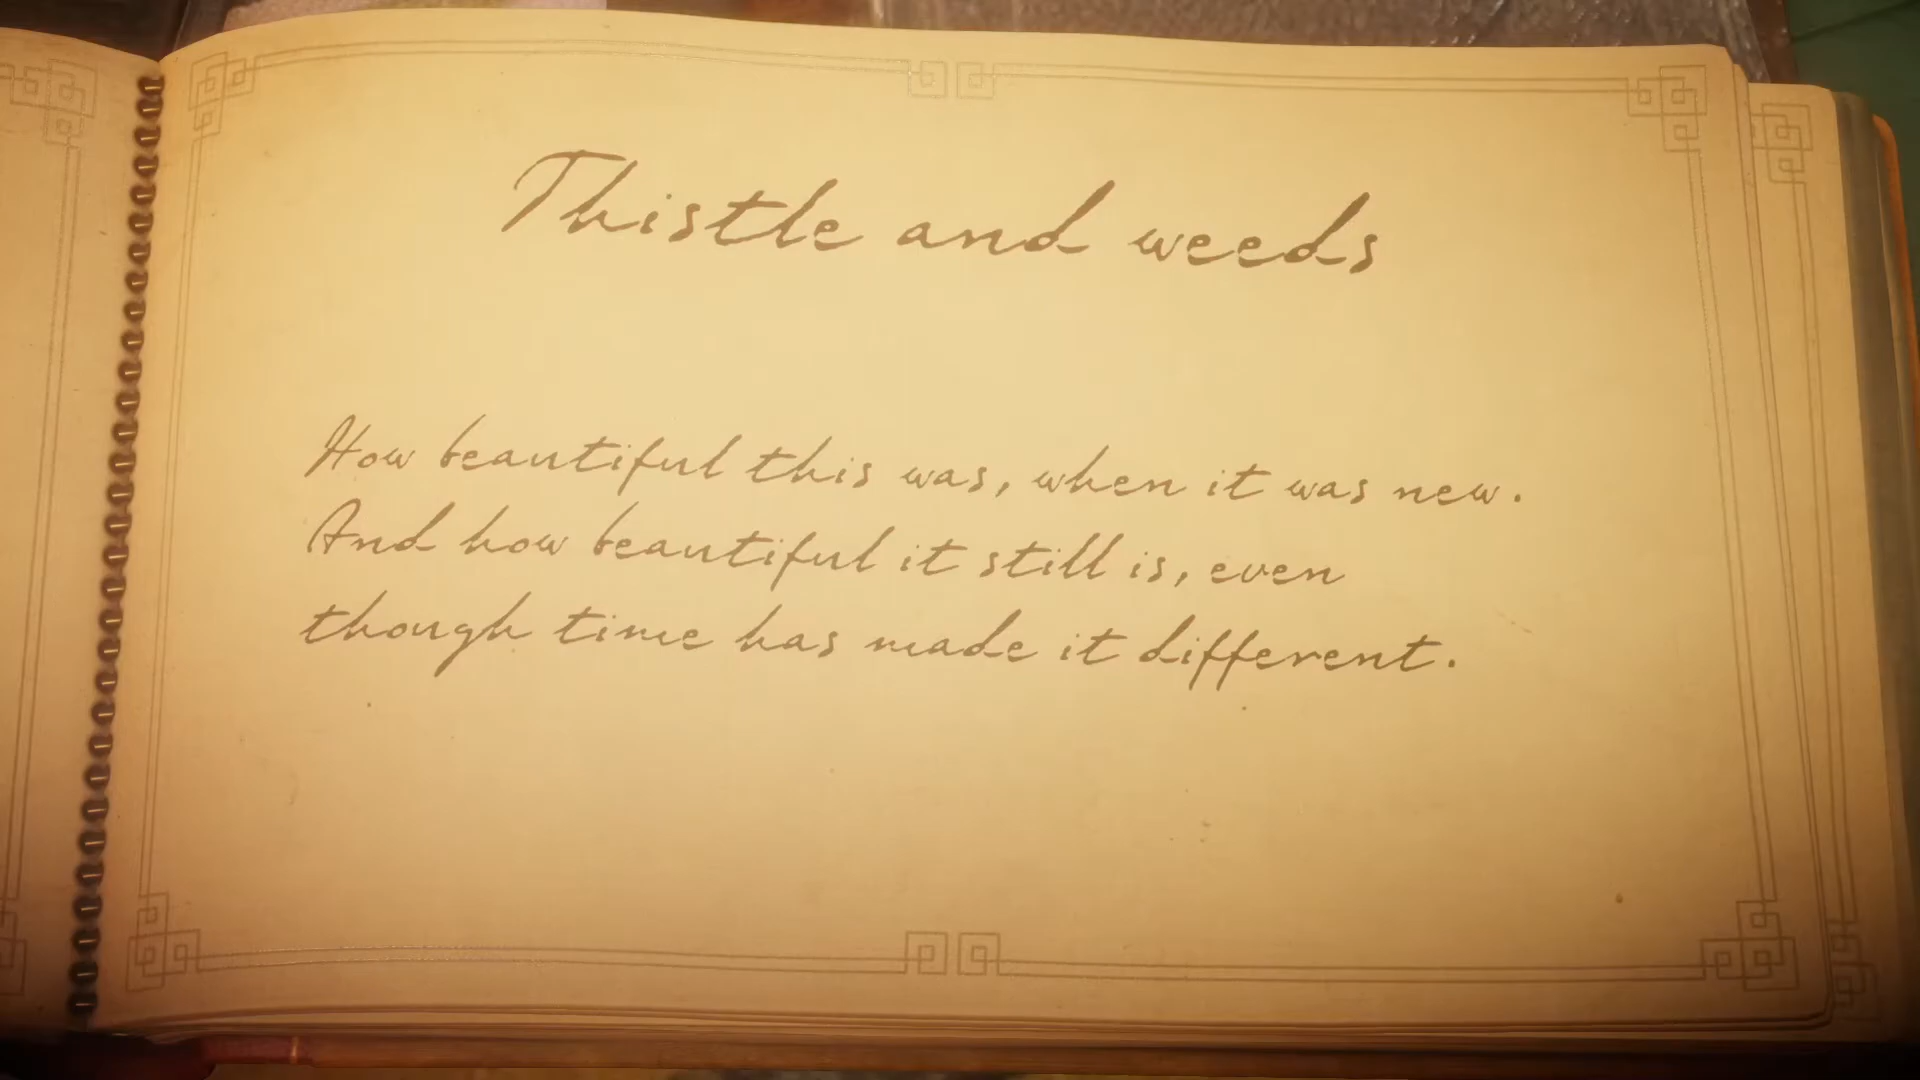 Thistle and weeds
How beautiful this was, when it was new.
And how beautiful it still is, even
though time has made it different.